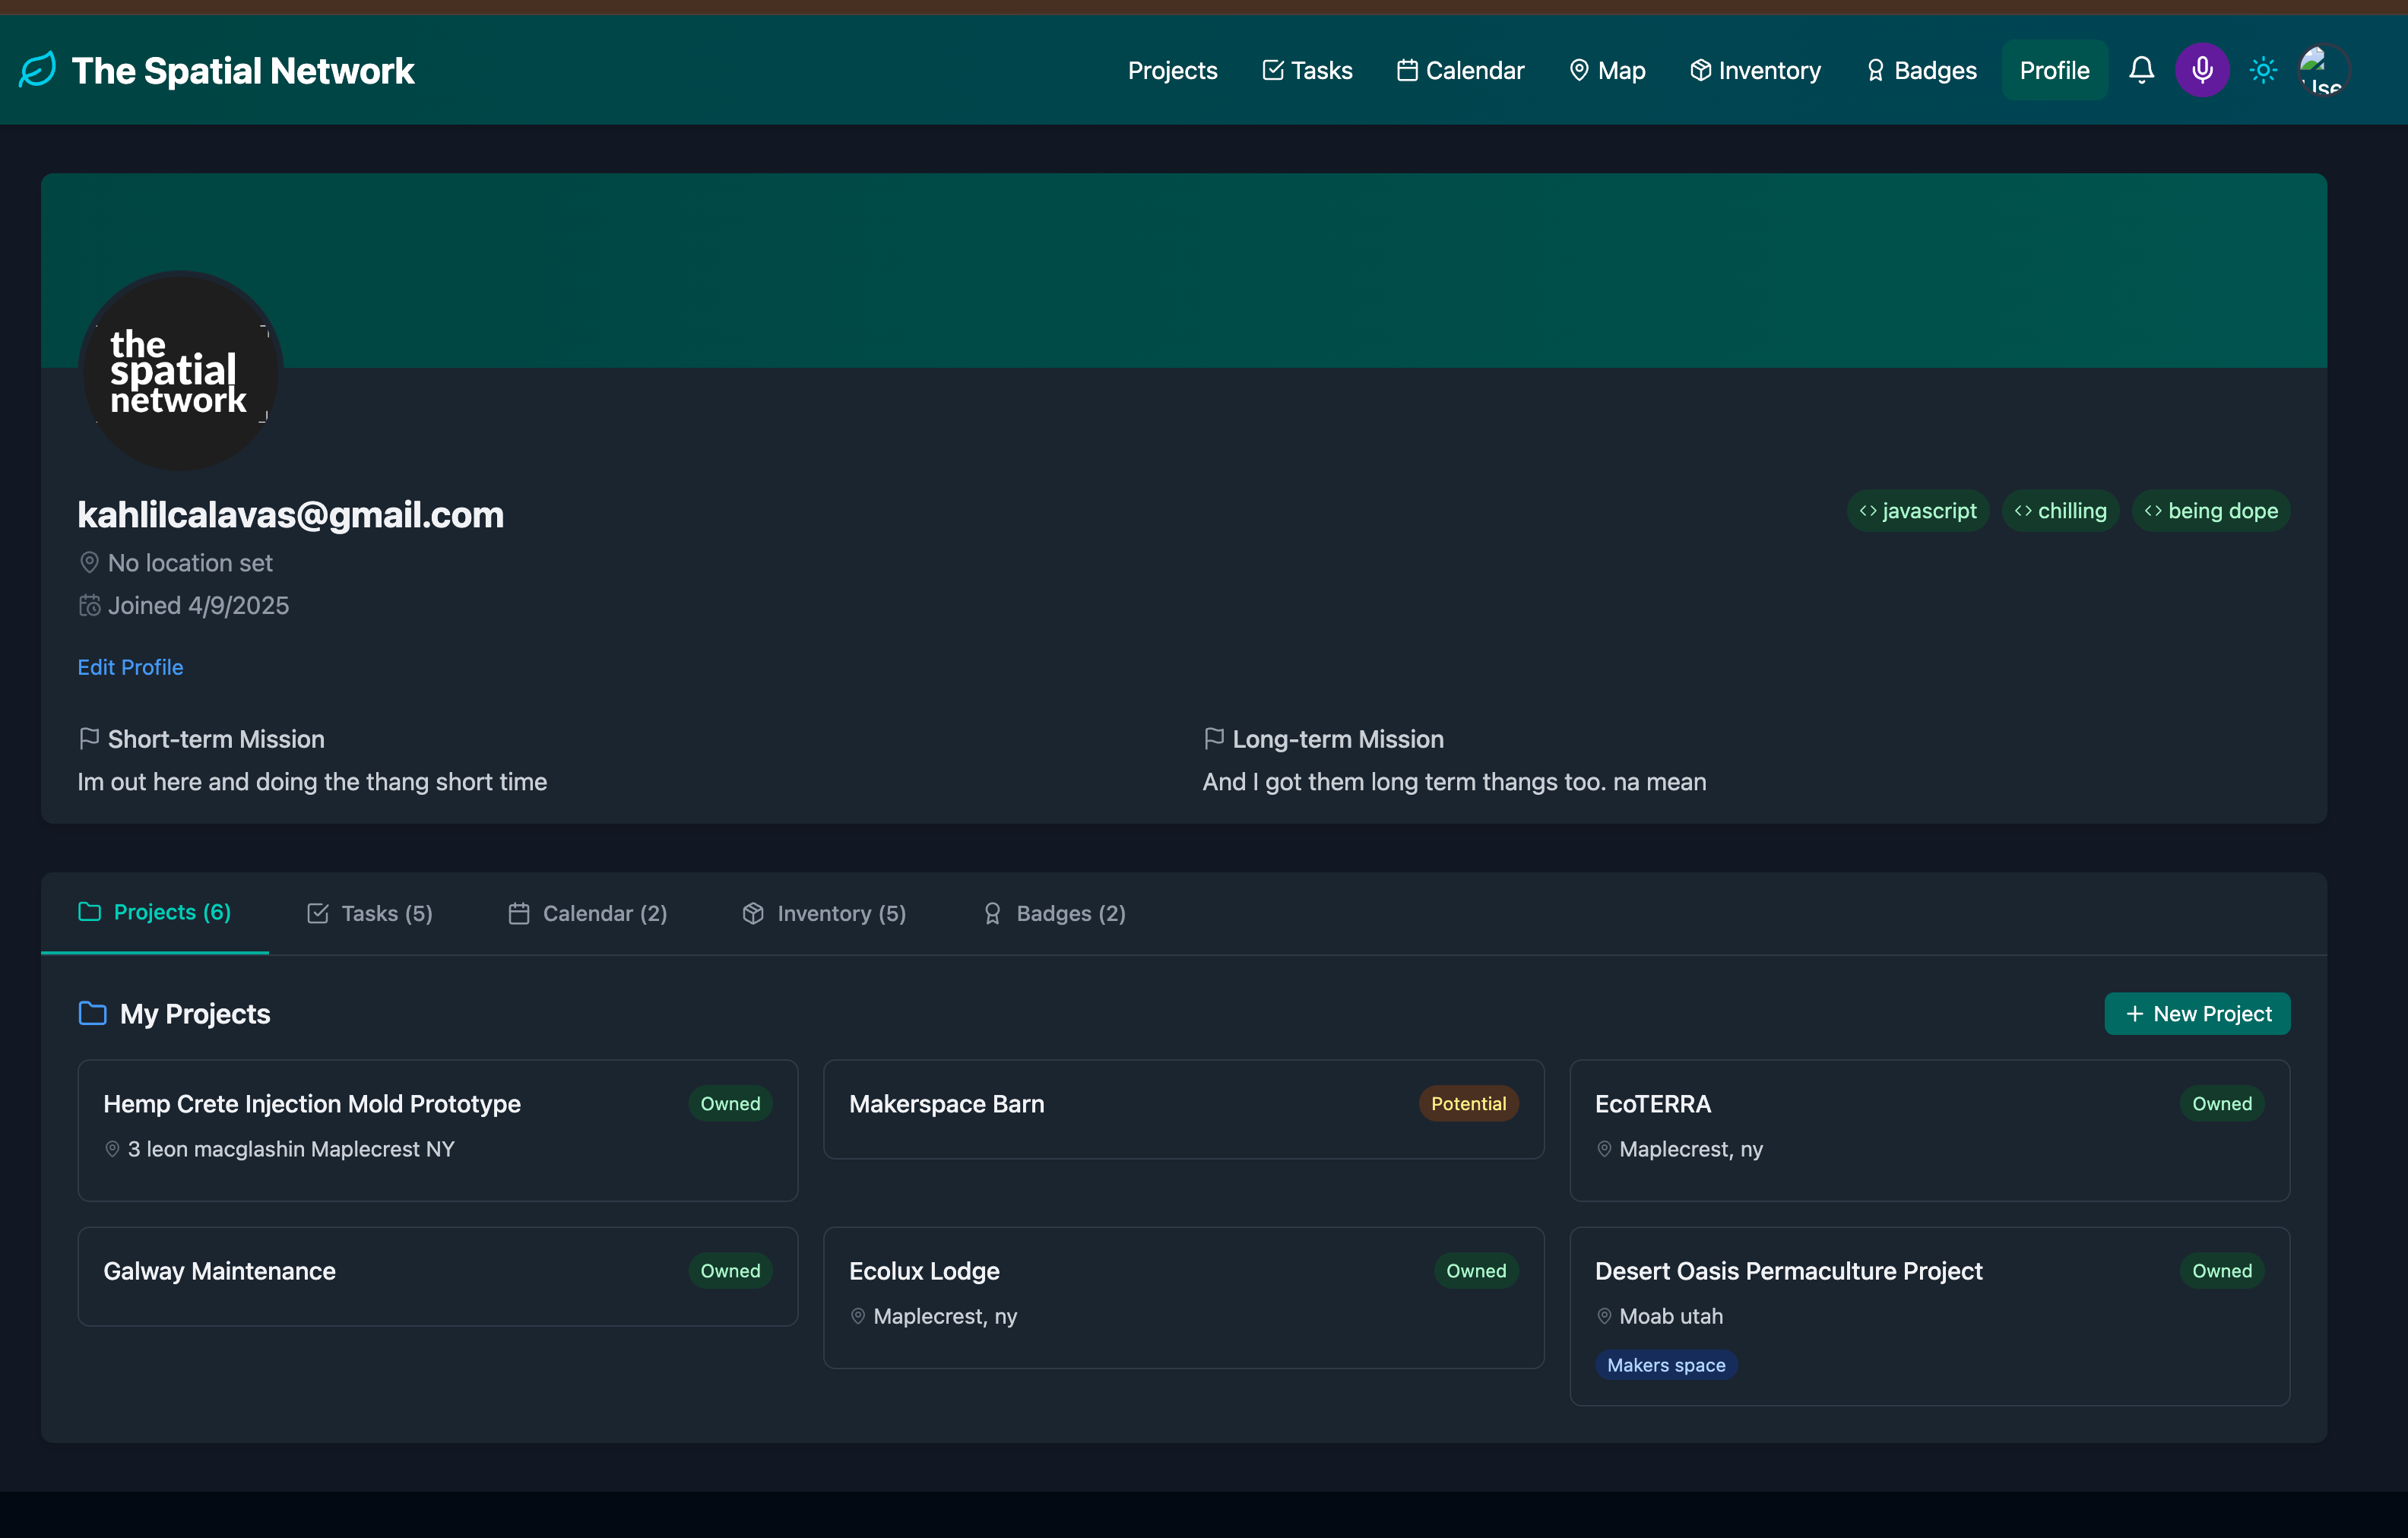 The Spatial Network
Projects Tasks Calendar Map Inventory Badges Profile Use
the
spatial
network
kahlilcalavas@gmail.com
javascript chilling being dope
No location set
Joined 4/9/2025
Edit Profile
Short-term Mission
Im out here and doing the thang short time
Long-term Mission
And I got them long term thangs too. na mean
Projects (6) Tasks (5) Calendar (2) Inventory (5) Badges (2)
My Projects
New Project
Hemp Crete Injection Mold Prototype Owned
3 leon macglashin Maplecrest NY
Makerspace Barn Potential
EcoTERRA Owned
Maplecrest, ny
Galway Maintenance Owned
Ecolux Lodge Owned
Maplecrest, ny
Desert Oasis Permaculture Project Owned
Moab utah
Makers space